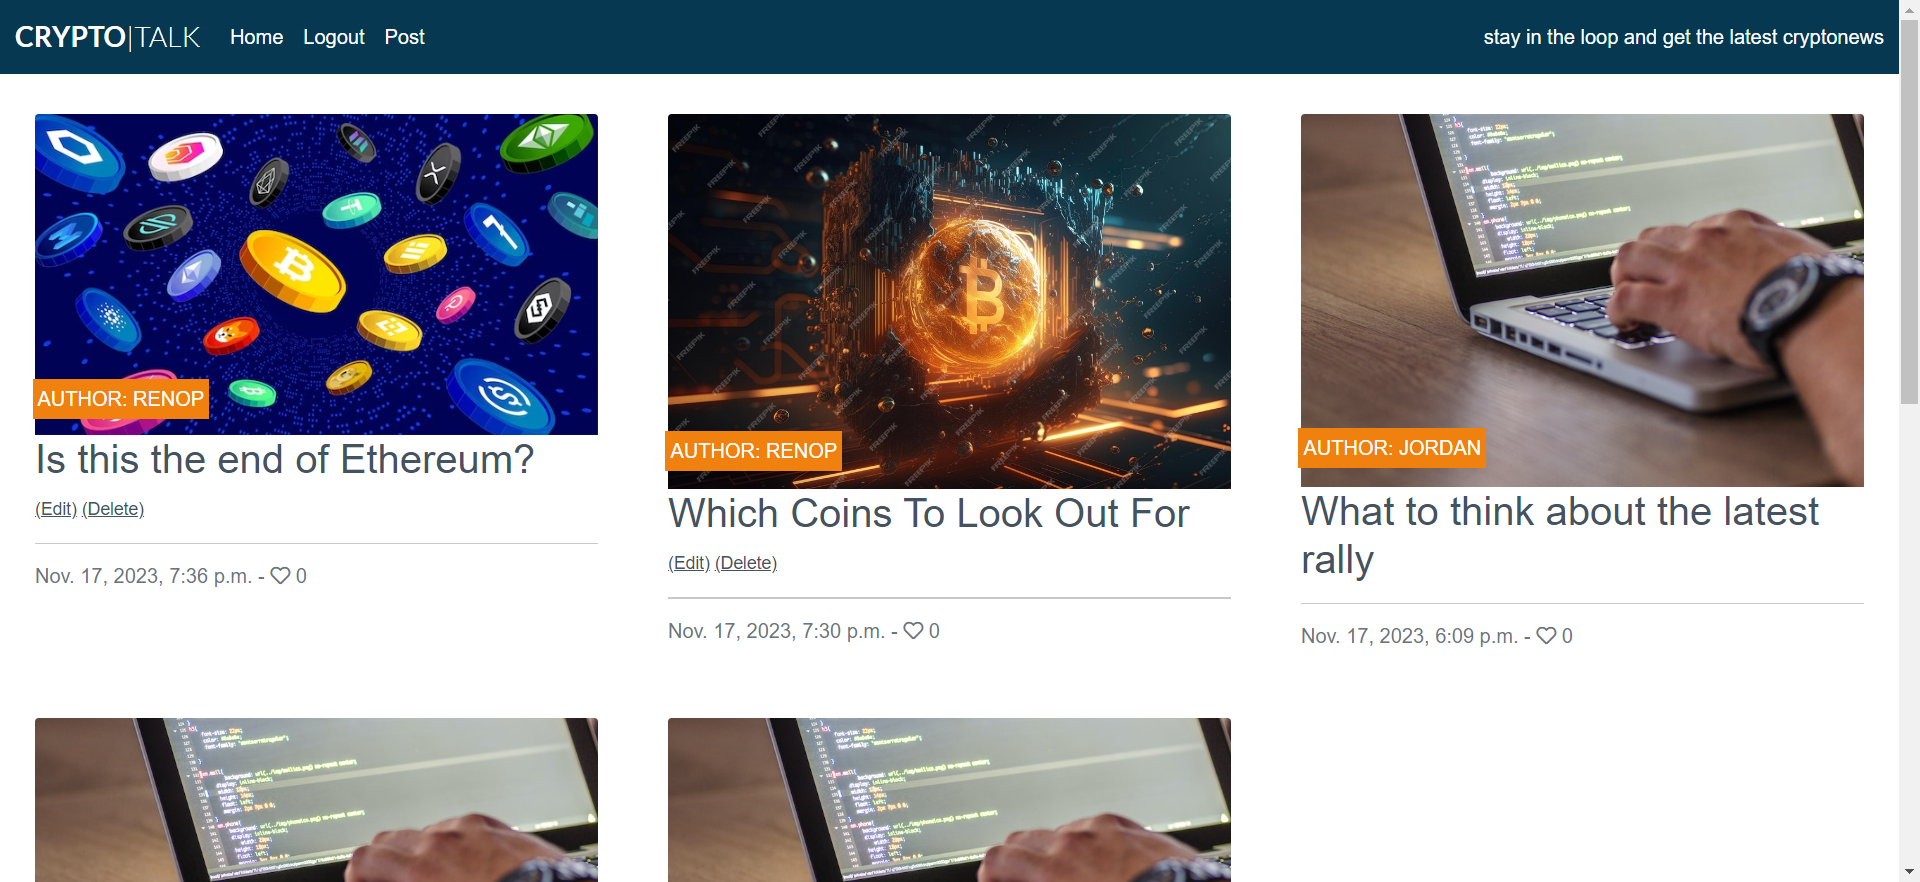 CRYPTO|TALK Home Logout Post stay in the loop and get the latest cryptonews
AUTHOR: RENOP
Is this the end of Ethereum?
(Edit) (Delete)
Nov. 17, 2023, 7:36 p.m. - 0
FREEPIK
AUTHOR: RENOP
Which Coins To Look Out For
(Edit) (Delete)
Nov. 17, 2023, 7:30 p.m. - 0
AUTHOR: JORDAN
What to think about the latest
rally
Nov. 17, 2023, 6:09 p.m. - 0